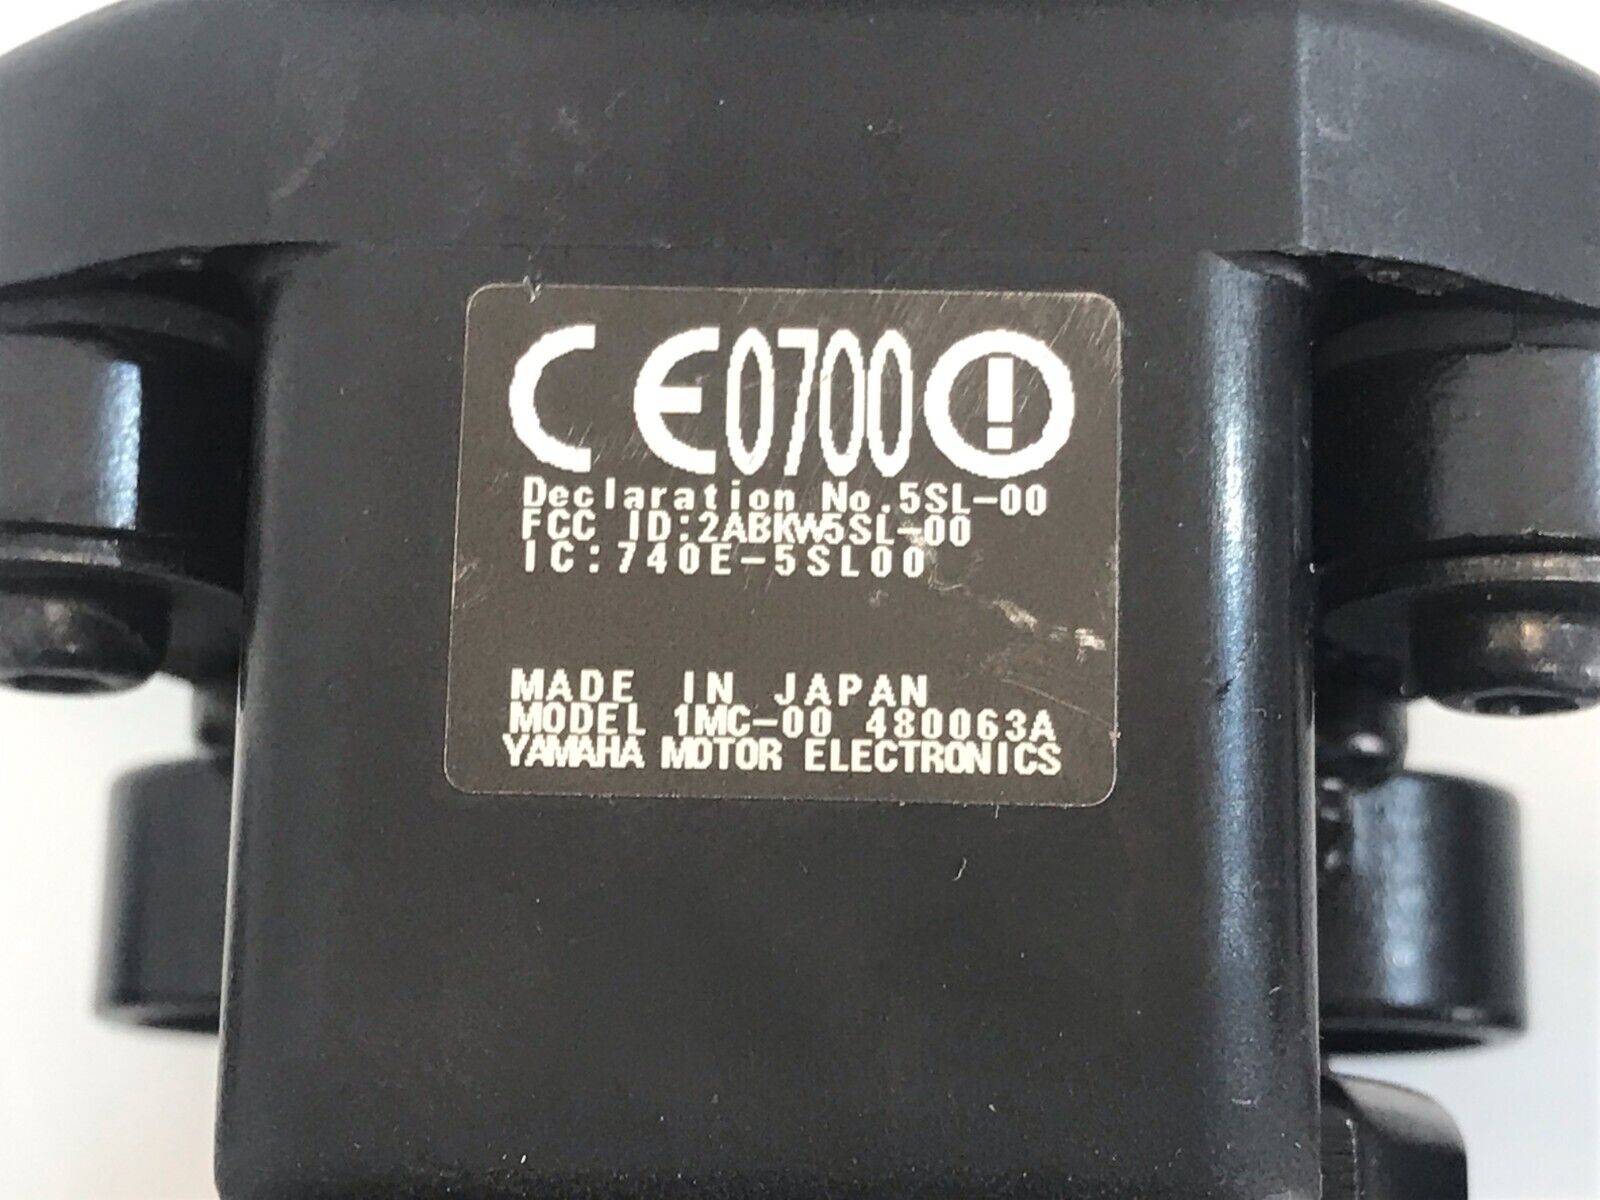 CE0700
Declaration No.5SL-00
FCC ID:2ABKW5SL-00
IC:740E-5SL00
MADE IN JAPAN
MODEL 1MC-00 480063A
YAMAHA MOTOR ELECTRONICS